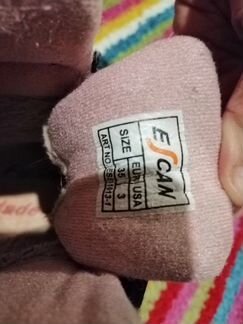 ESCAN
SIZE EUR USA
35 3
ART NO.